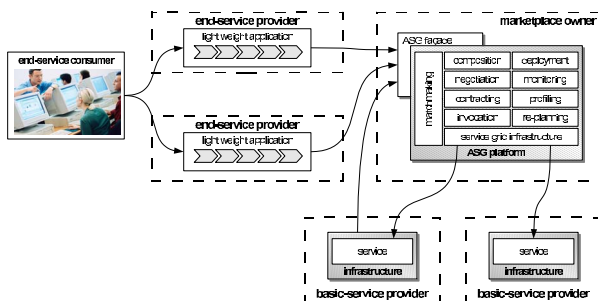 end-service provider
light weight application
marketplace owner
ASG façade
end-service consumer
composition
deployment
negotiation
monitoring
contracting
profiling
invocation
re-planning
service grid infrastructure
ASG platform
end-service provider
light weight application
service
infrastructure
basic-service provider
service
infrastructure
basic-service provider